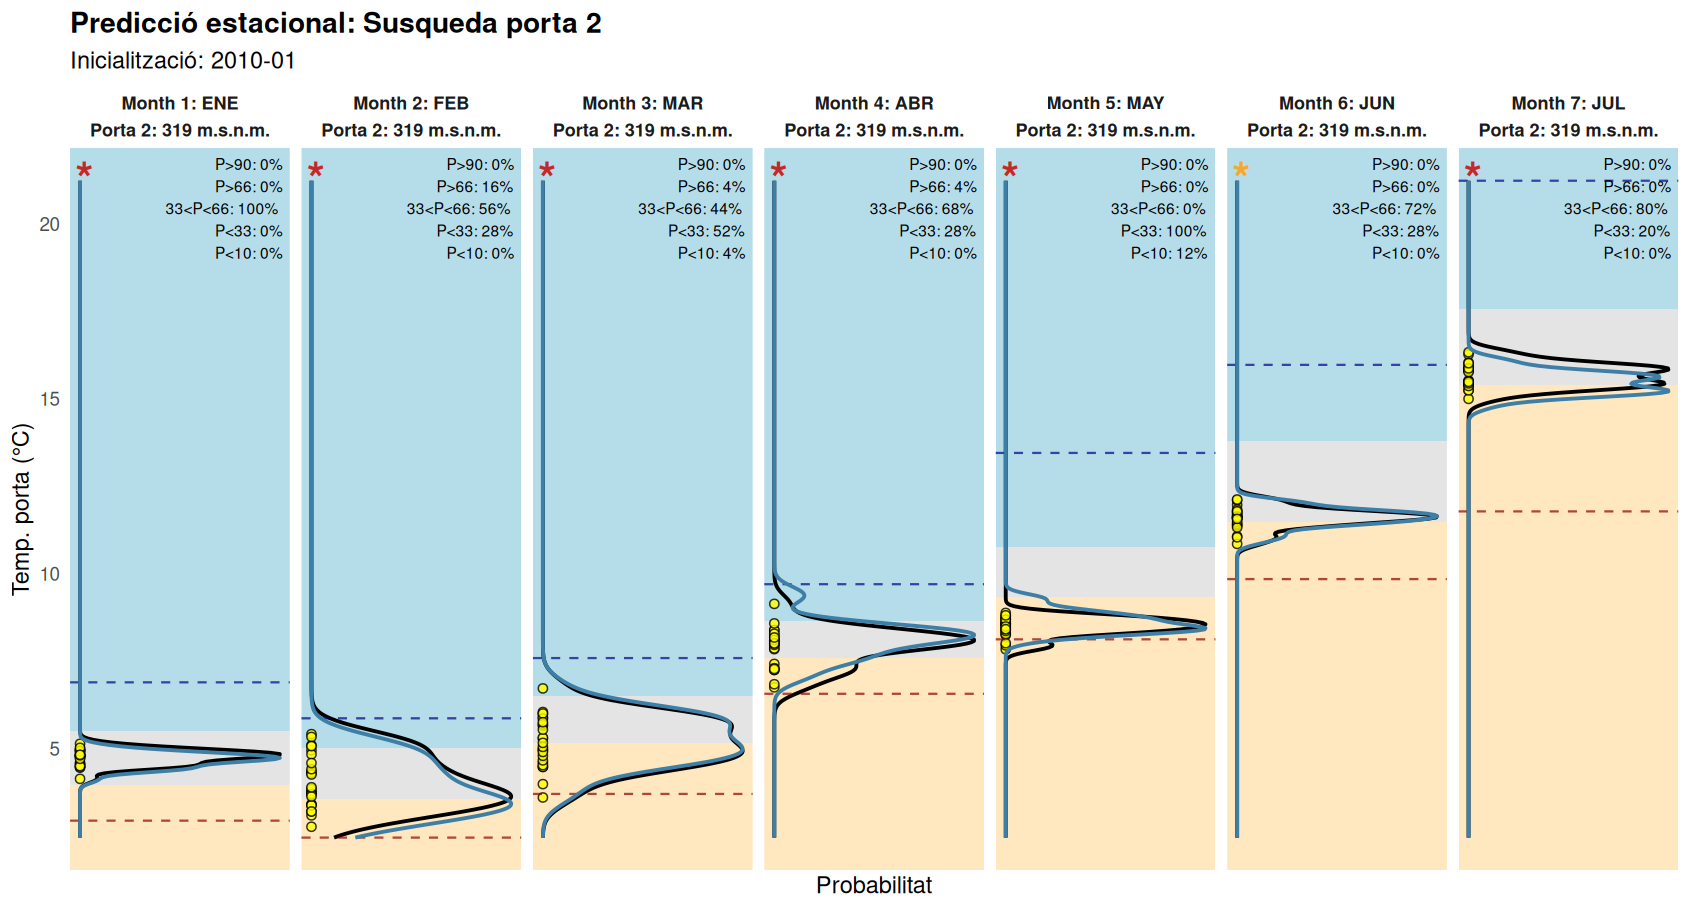 Predicció estacional: Susqueda porta 2
Inicialització: 2010-01
Month 1: ENE
Porta 2: 319 m.s.n.m.
Month 2: FEB
Porta 2: 319 m.s.n.m.
Month 3: MAR
Porta 2: 319 m.s.n.m.
Month 4: ABR
Porta 2: 319 m.s.n.m.
Month 5: MAY
Porta 2: 319 m.s.n.m.
Month 6: JUN
Porta 2: 319 m.s.n.m.
Month 7: JUL
Porta 2: 319 m.s.n.m.
*
P>90: 0%
P>66: 0%
33<P<66: 100%
P<33: 0%
P<10: 0%
*
P>90: 0%
P>66: 16%
33<P<66: 56%
P<33: 28%
P<10: 0%
*
P>90: 0%
P>66: 4%
33<P<66: 44%
P<33: 52%
P<10: 4%
*
P>90: 0%
P>66: 4%
33<P<66: 68%
P<33: 28%
P<10: 0%
*
P>90: 0%
P>66: 0%
33<P<66: 0%
P<33: 100%
P<10: 12%
*
P>90: 0%
P>66: 0%
33<P<66: 72%
P<33: 28%
P<10: 0%
*
P>90: 0%
P>66: 0%
33<P<66: 80%
P<33: 20%
P<10: 0%
20
15
10
5
Temp. porta (°C)
Probabilitat